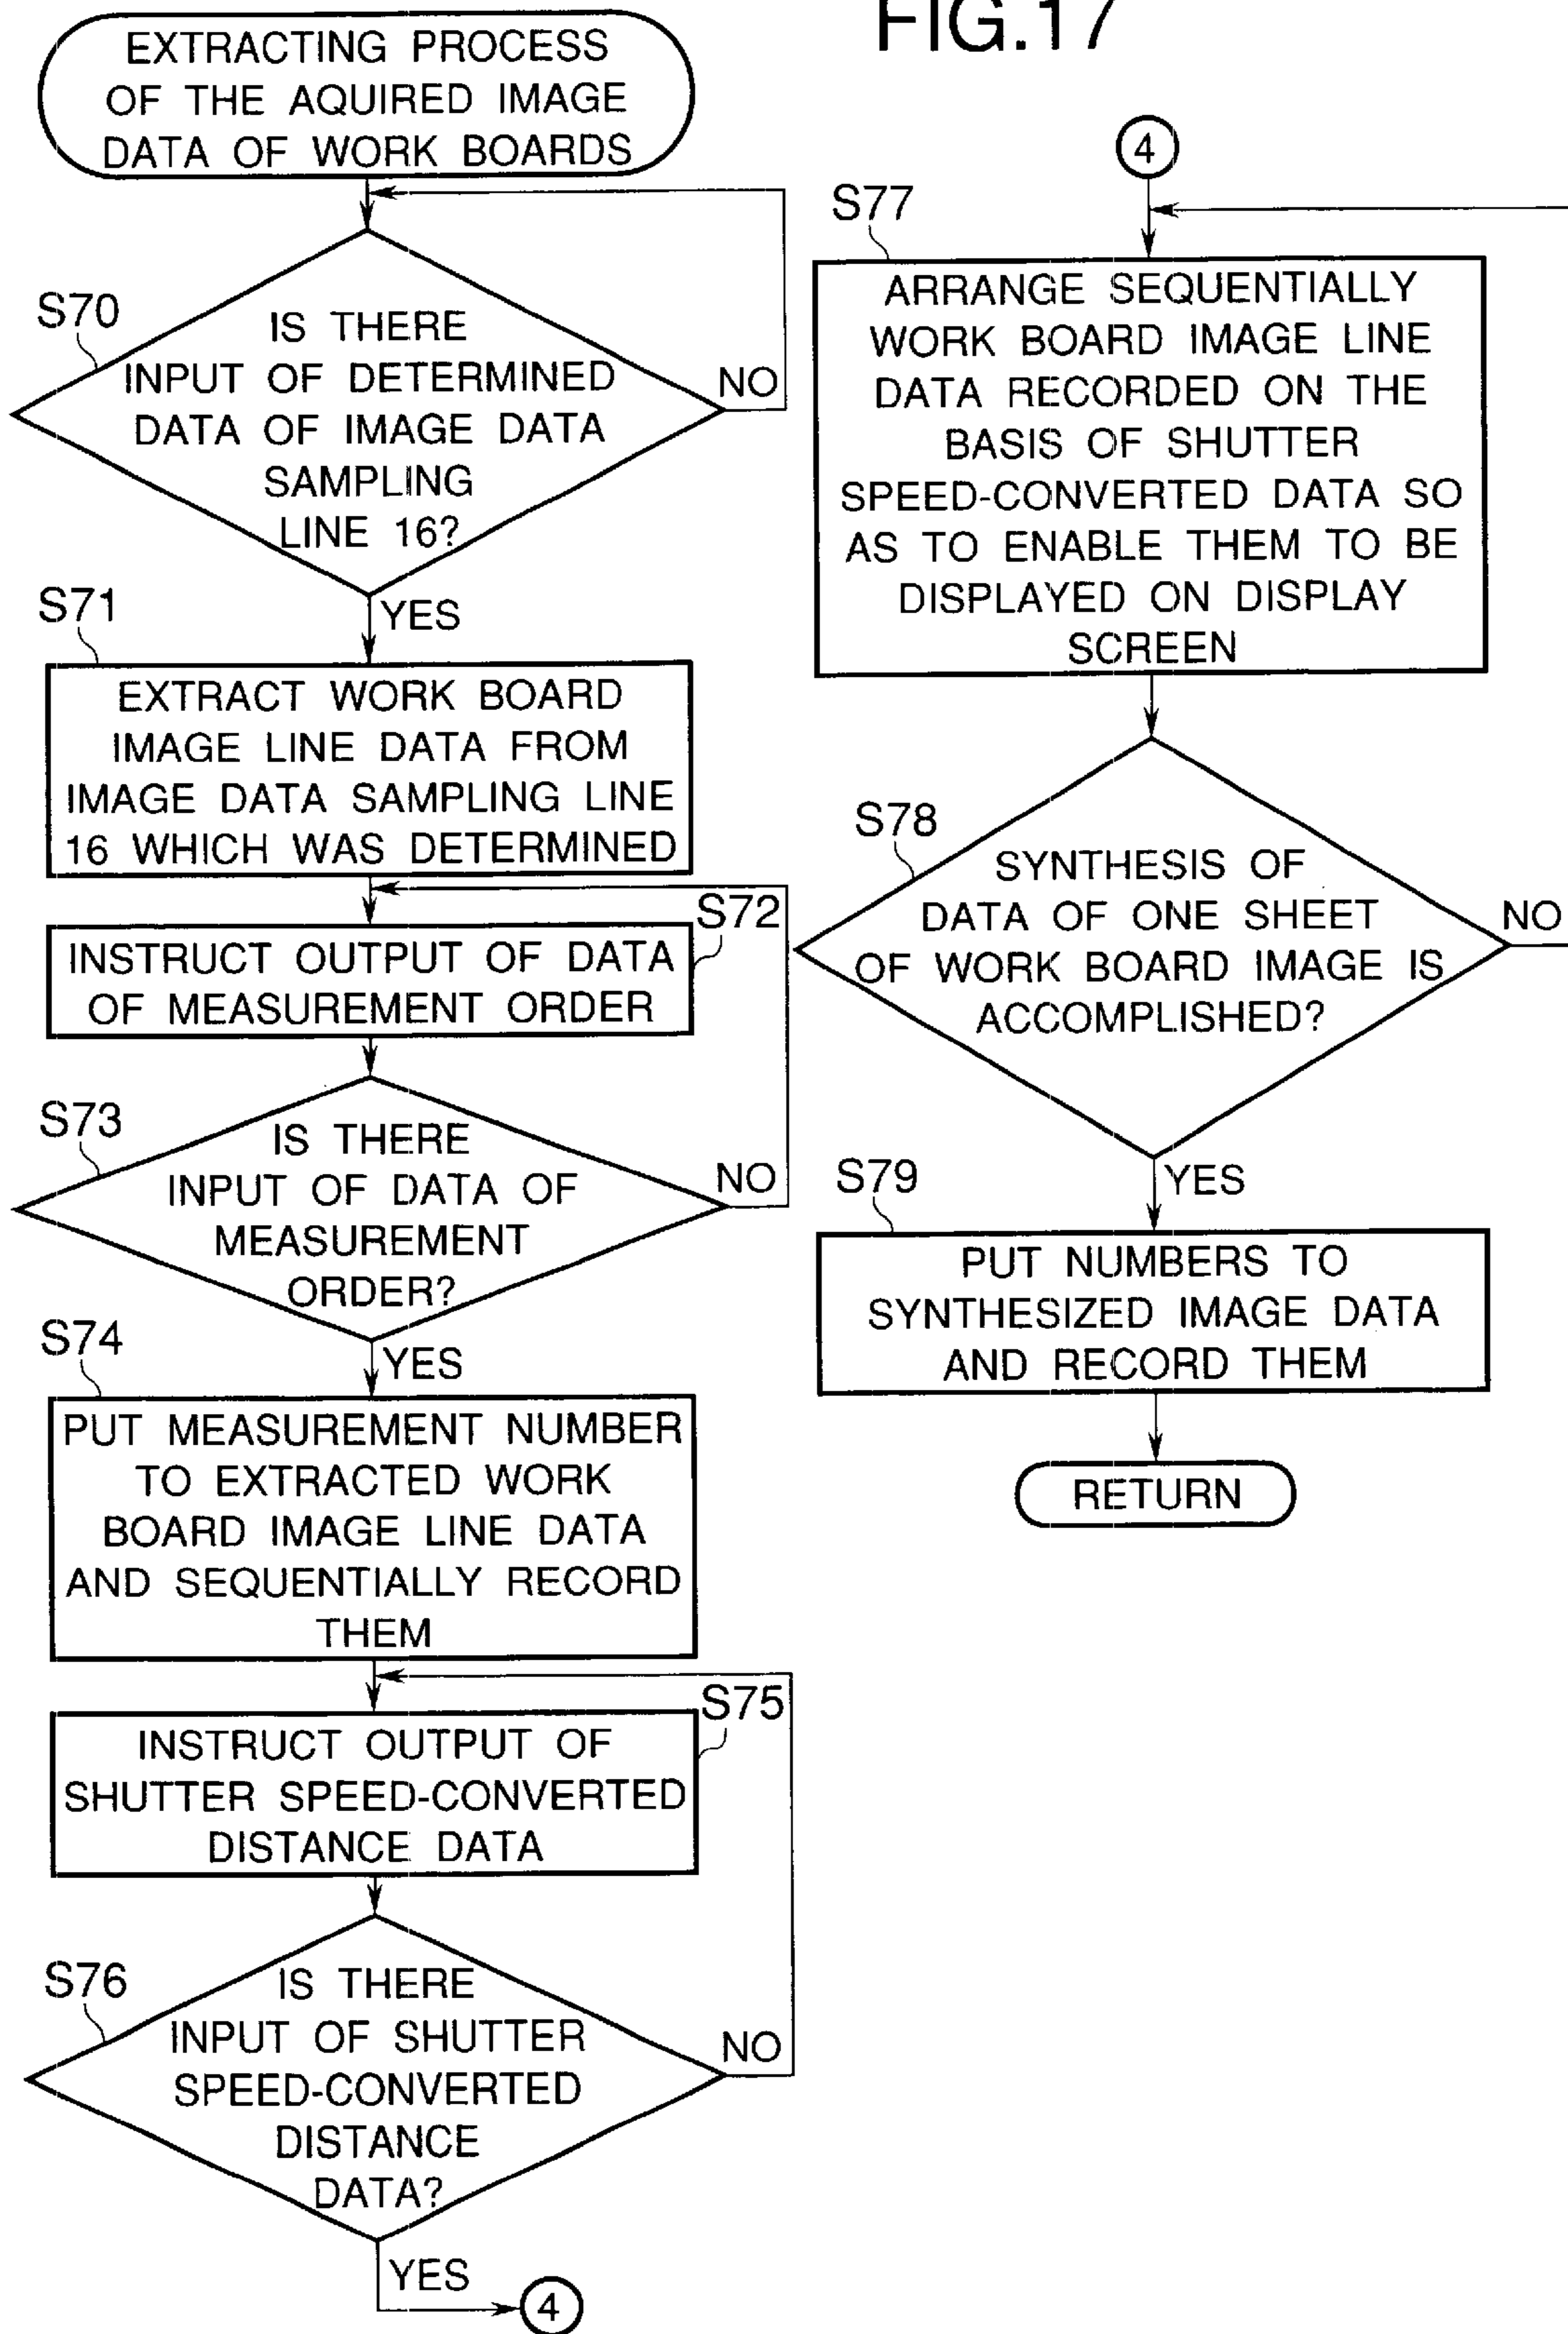 FIG.17
EXTRACTING PROCESS
OF THE AQUIRED IMAGE
DATA OF WORK BOARDS
S70
IS THERE
INPUT OF DETERMINED
DATA OF IMAGE DATA
SAMPLING
LINE 16?
NO
YES
S71
EXTRACT WORK BOARD
IMAGE LINE DATA FROM
IMAGE DATA SAMPLING LINE
16 WHICH WAS DETERMINED
S72
INSTRUCT OUTPUT OF DATA
OF MEASUREMENT ORDER
S73
IS THERE
INPUT OF DATA OF
MEASUREMENT
ORDER?
NO
YES
S74
PUT MEASUREMENT NUMBER
TO EXTRACTED WORK
BOARD IMAGE LINE DATA
AND SEQUENTIALLY RECORD
THEM
S75
INSTRUCT OUTPUT OF
SHUTTER SPEED-CONVERTED
DISTANCE DATA
S76
IS THERE
INPUT OF SHUTTER
SPEED-CONVERTED
DISTANCE
DATA?
NO
YES
4
4
S77
ARRANGE SEQUENTIALLY
WORK BOARD IMAGE LINE
DATA RECORDED ON THE
BASIS OF SHUTTER
SPEED-CONVERTED DATA SO
AS TO ENABLE THEM TO BE
DISPLAYED ON DISPLAY
SCREEN
S78
SYNTHESIS OF
DATA OF ONE SHEET
OF WORK BOARD IMAGE IS
ACCOMPLISHED?
NO
YES
S79
PUT NUMBERS TO
SYNTHESIZED IMAGE DATA
AND RECORD THEM
RETURN